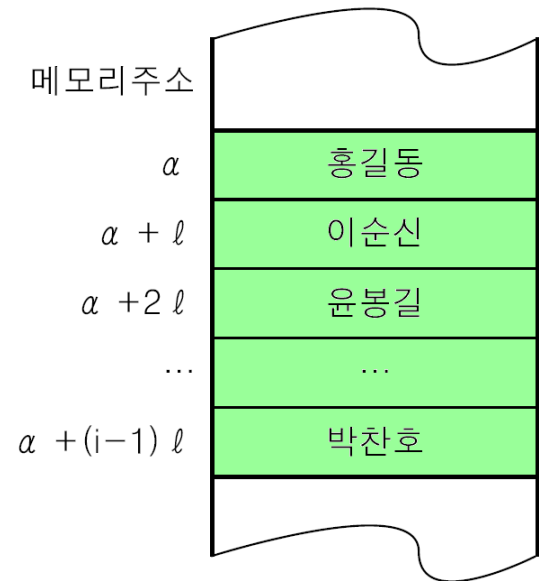 메모리주소
α 홍길동
α + ℓ 이순신
α +2 ℓ 윤봉길
… …
α +(i-1) ℓ 박찬호